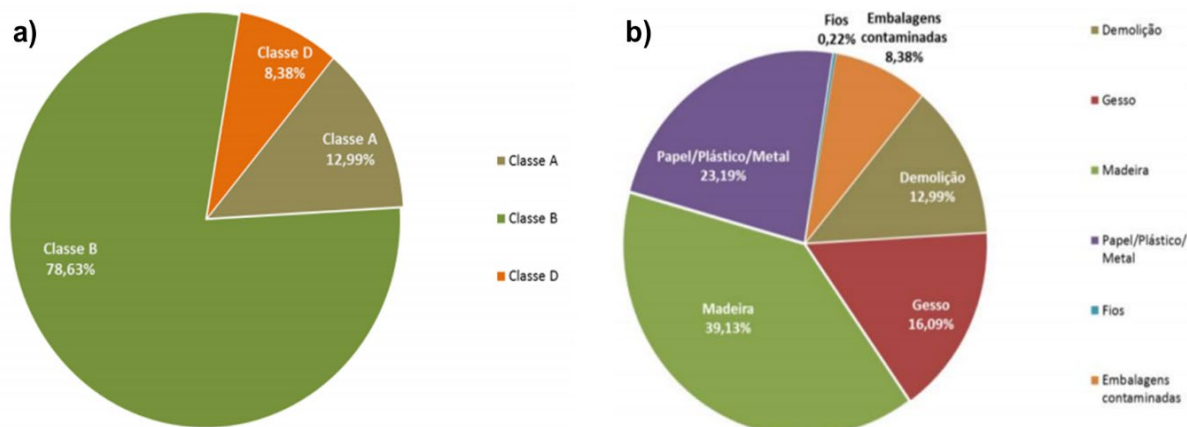 a)
Classe D
8,38%
Classe A
12,99%
Classe B
78,63%
Classe A
Classe B
Classe D
b)
Fios
0,22%
Embalagens
contaminadas
8,38%
Papel/Plástico/Metal
23,19%
Demolição
12,99%
Gesso
16,09%
Madeira
39,13%
Demolição
Gesso
Madeira
Papel/Plástico/
Metal
Fios
Embalagens
contaminadas